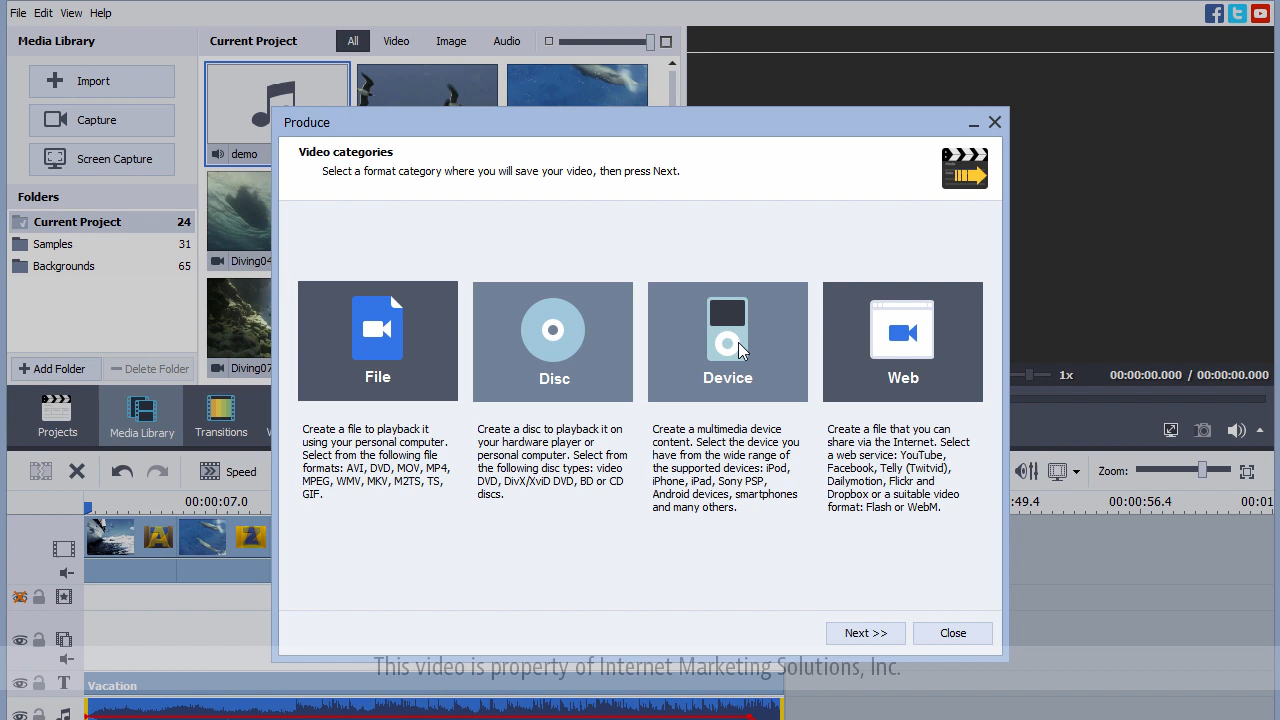 File Edit View Help
Media Library
Current Project
All Video Image Audio
Import
Capture
Screen Capture
Folders
Current Project 24
Samples 31
Backgrounds 65
Add Folder
Delete Folder
Projects
Media Library
Transitions
demo
Diving04
Diving07
Produce
Video categories
Select a format category where you will save your video, then press Next.
File
Disc
Device
Web
Create a file to playback it
using your personal computer.
Select from the following file
formats: AVI, DVD, MOV, MP4,
MPEG, WMV, MKV, M2TS, TS,
GIF.
Create a disc to playback it on
your hardware player or
personal computer. Select from
the following disc types: video
DVD, DivX/XviD DVD, BD or CD
discs.
Create a multimedia device
content. Select the device you
have from the wide range of
the supported devices: iPod,
iPhone, iPad, Sony PSP,
Android devices, smartphones
and many others.
Create a file that you can
share via the Internet. Select
a web service: YouTube,
Facebook, Telly (Twitvid),
Dailymotion, Flickr and
Dropbox or a suitable video
format: Flash or WebM.
Next >>
Close
1x 00:00:00.000 / 00:00:00.000
Speed
Zoom:
00:00:07.0
49.4 00:00:56.4 00:01
This video is property of Internet Marketing Solutions, Inc.
T Vacation